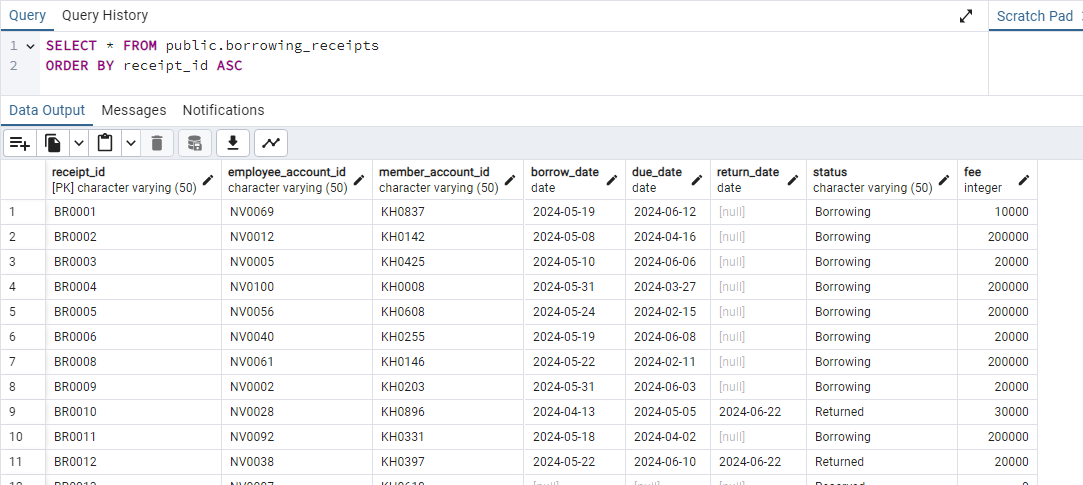 Query Query History Scratch Pad
1 SELECT * FROM public.borrowing_receipts
2 ORDER BY receipt_id ASC
Data Output Messages Notifications
receipt_id employee_account_id member_account_id borrow_date due_date return_date status fee
[PK] character varying (50) character varying (50) character varying (50) date date date character varying (50) integer
1 BR0001 NV0069 KH0837 2024-05-19 2024-06-12 [null] Borrowing 10000
2 BR0002 NV0012 KH0142 2024-05-08 2024-04-16 [null] Borrowing 200000
3 BR0003 NV0005 KH0425 2024-05-10 2024-06-06 [null] Borrowing 20000
4 BR0004 NV0100 KH0008 2024-05-31 2024-03-27 [null] Borrowing 200000
5 BR0005 NV0056 KH0608 2024-05-24 2024-02-15 [null] Borrowing 200000
6 BR0006 NV0040 KH0255 2024-05-19 2024-06-08 [null] Borrowing 20000
7 BR0008 NV0061 KH0146 2024-05-22 2024-02-11 [null] Borrowing 200000
8 BR0009 NV0002 KH0203 2024-05-31 2024-06-03 [null] Borrowing 20000
9 BR0010 NV0028 KH0896 2024-04-13 2024-05-05 2024-06-22 Returned 30000
10 BR0011 NV0092 KH0331 2024-05-18 2024-04-02 [null] Borrowing 200000
11 BR0012 NV0038 KH0397 2024-05-22 2024-06-10 2024-06-22 Returned 20000